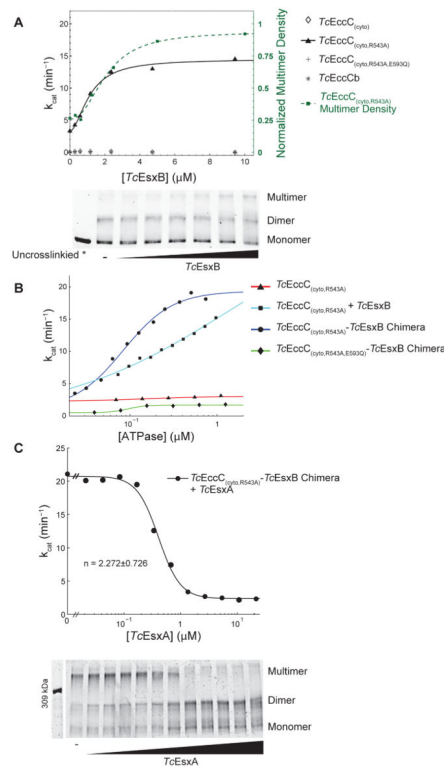 A
TcEccC(cyto)
TcEccC(cyto,R543A)
TcEccC(cyto,R543A,E593Q)
TcEccCb
TcEccC(cyto,R543A)
Multimer Density
kcat (min⁻¹)
25
20
15
10
5
0
1
0.75
0.5
0.25
0
Normalized Multimer Density
0 2 4 6 8 10
[TcEsxB] (μM)
Multimer
Dimer
Monomer
Uncrosslinkied *
-
TcEsxB
B
kcat (min⁻¹)
20
15
10
5
0
10⁻¹ 1
[ATPase] (μM)
TcEccC(cyto,R543A)
TcEccC(cyto,R543A) + TcEsxB
TcEccC(cyto,R543A)-TcEsxB Chimera
TcEccC(cyto,R543A,E593Q)-TcEsxB Chimera
C
kcat (min⁻¹)
25
20
15
10
5
0
TcEccC(cyto,R543A)-TcEsxB Chimera
+ TcEsxA
n = 2.272±0.726
0 10⁻¹ 1 10¹
[TcEsxA] (μM)
309 kDa
Multimer
Dimer
Monomer
-
TcEsxA